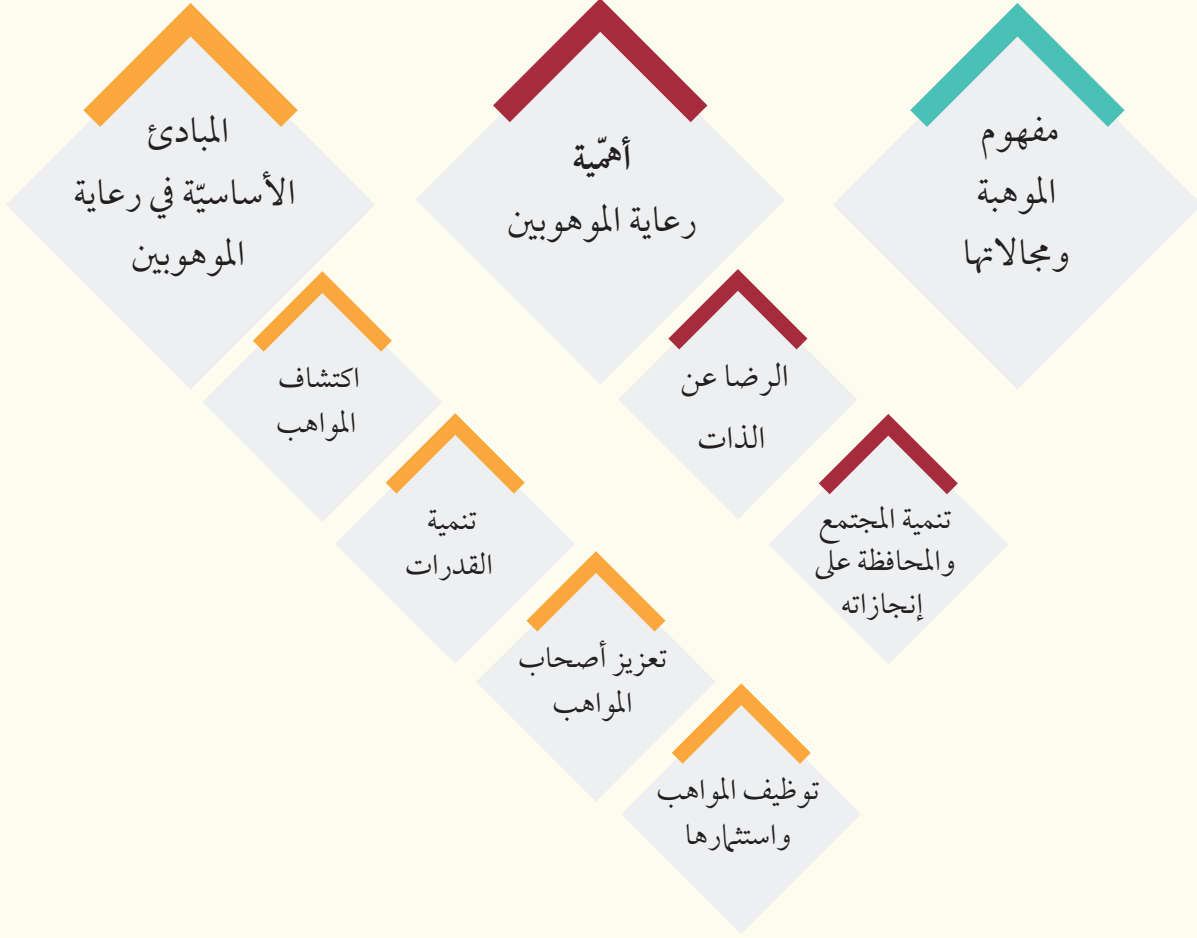 مفهوم
الموهبة
ومجالاتها
أهمّية
رعاية الموهوبين
الرضا عن
الذات
تنمية المجتمع
والمحافظة على
إنجازاته
المبادئ
الأساسيّة في رعاية
الموهوبين
اكتشاف
المواهب
تنمية
القدرات
تعزيز أصحاب
المواهب
توظيف المواهب
واستثمارها